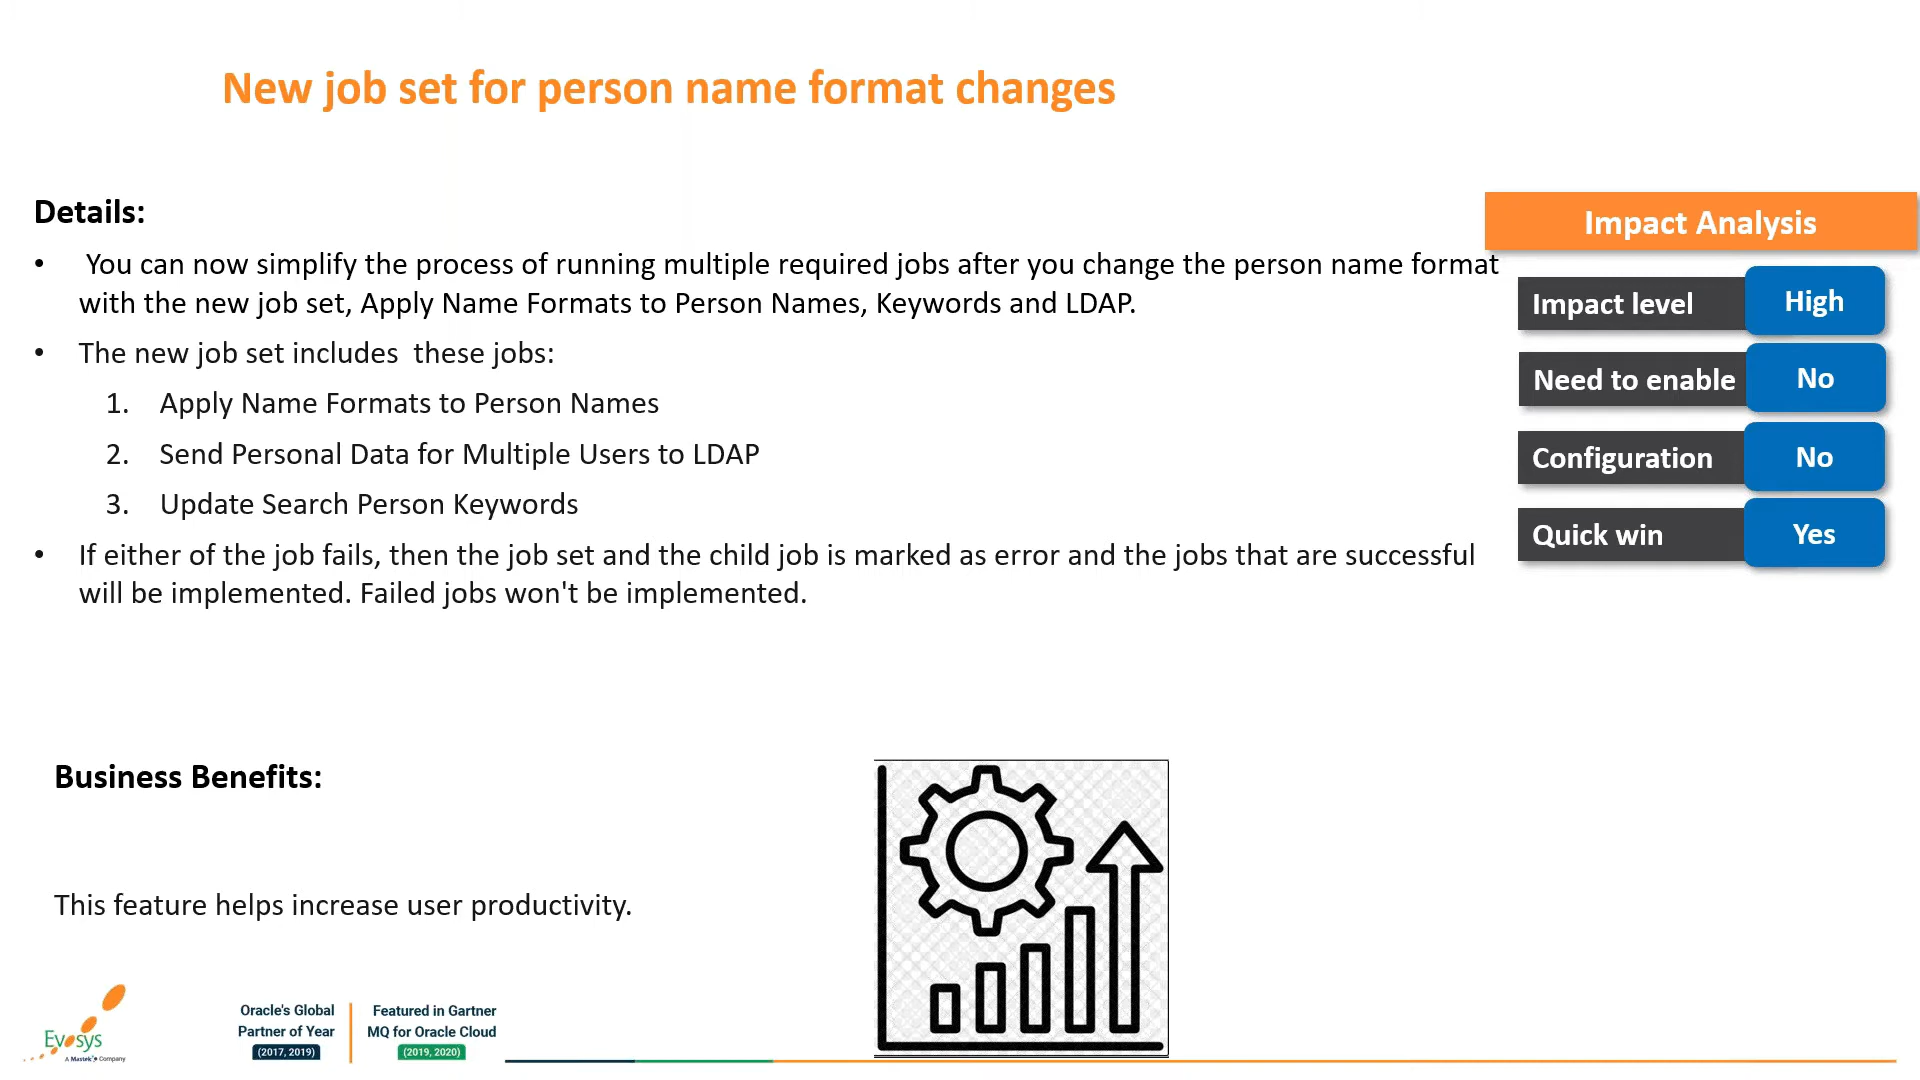 New job set for person name format changes
Details:
• You can now simplify the process of running multiple required jobs after you change the person name format
with the new job set, Apply Name Formats to Person Names, Keywords and LDAP.
• The new job set includes these jobs:
1. Apply Name Formats to Person Names
2. Send Personal Data for Multiple Users to LDAP
3. Update Search Person Keywords
• If either of the job fails, then the job set and the child job is marked as error and the jobs that are successful
will be implemented. Failed jobs won't be implemented.
Impact Analysis
Impact level High
Need to enable No
Configuration No
Quick win Yes
Business Benefits:
This feature helps increase user productivity.
Evosys
A Mastek Company
Oracle's Global
Partner of Year
(2017, 2019)
Featured in Gartner
MQ for Oracle Cloud
(2019, 2020)